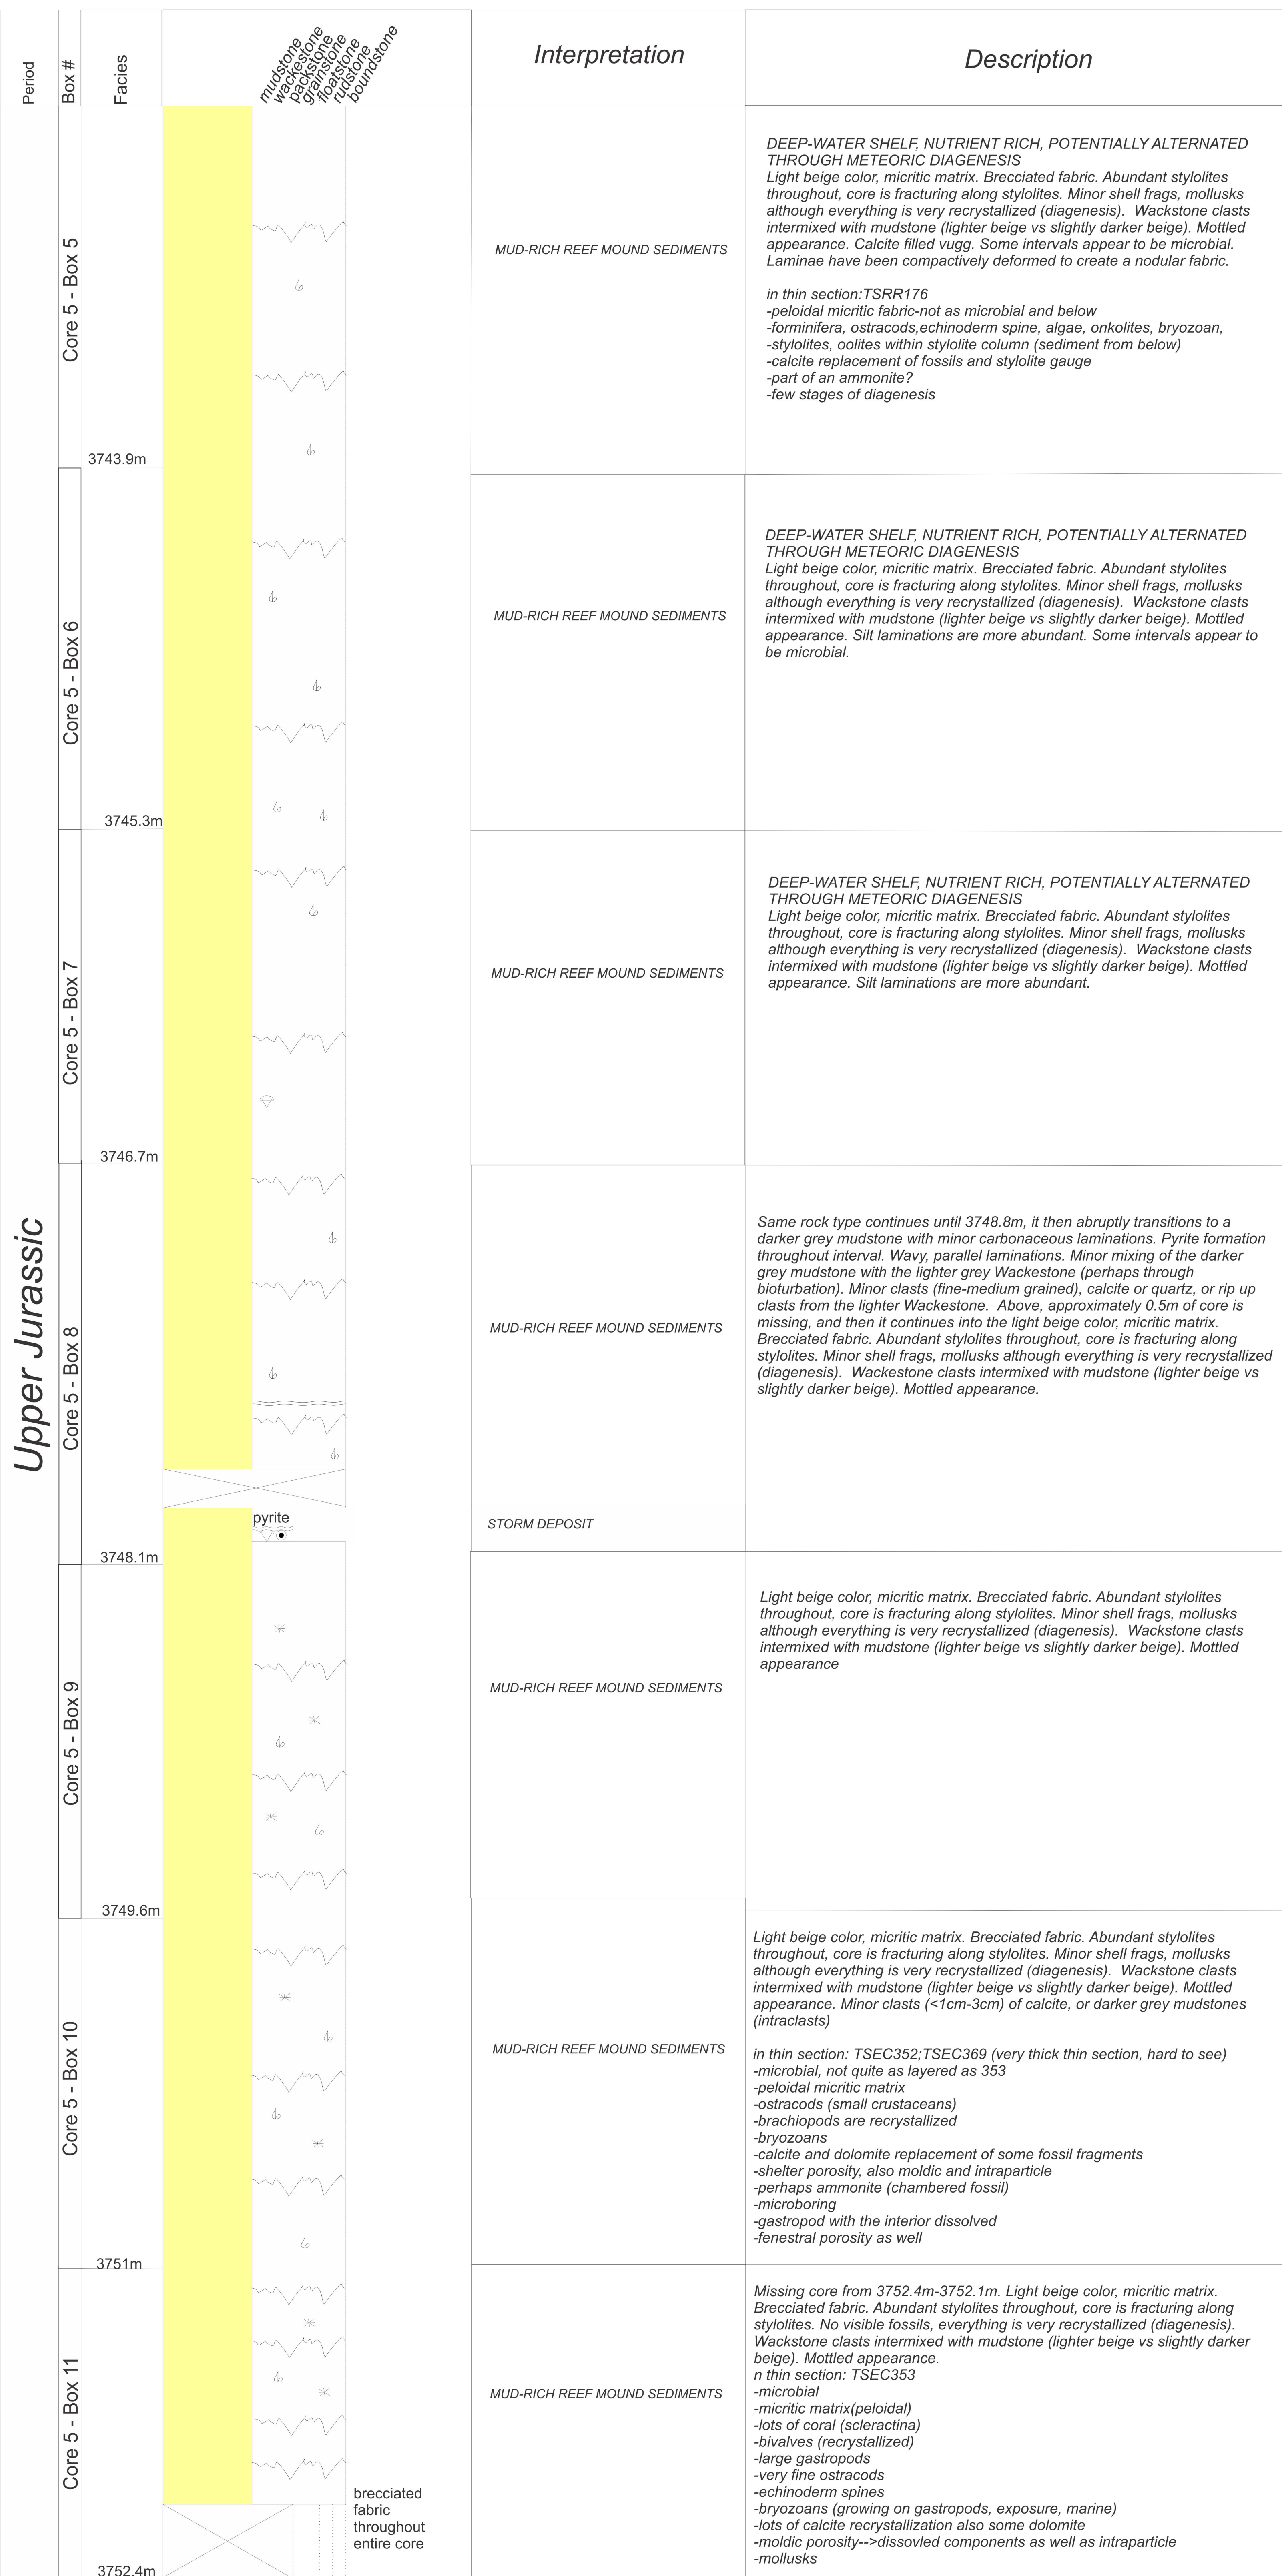 Period
Box #
Facies
mudstone
wackestone
packstone
grainstone
floatstone
rudstone
boundstone
Interpretation
Description
Upper Jurassic
Core 5 - Box 5
3743.9m
MUD-RICH REEF MOUND SEDIMENTS
DEEP-WATER SHELF, NUTRIENT RICH, POTENTIALLY ALTERNATED
THROUGH METEORIC DIAGENESIS
Light beige color, micritic matrix. Brecciated fabric. Abundant stylolites
throughout, core is fracturing along stylolites. Minor shell frags, mollusks
although everything is very recrystallized (diagenesis).  Wackstone clasts
intermixed with mudstone (lighter beige vs slightly darker beige). Mottled
appearance. Calcite filled vugg. Some intervals appear to be microbial.
Laminae have been compactively deformed to create a nodular fabric.
in thin section:TSRR176
-peloidal micritic fabric-not as microbial and below
-forminifera, ostracods,echinoderm spine, algae, onkolites, bryozoan,
-stylolites, oolites within stylolite column (sediment from below)
-calcite replacement of fossils and stylolite gauge
-part of an ammonite?
-few stages of diagenesis
Core 5 - Box 6
3745.3m
MUD-RICH REEF MOUND SEDIMENTS
DEEP-WATER SHELF, NUTRIENT RICH, POTENTIALLY ALTERNATED
THROUGH METEORIC DIAGENESIS
Light beige color, micritic matrix. Brecciated fabric. Abundant stylolites
throughout, core is fracturing along stylolites. Minor shell frags, mollusks
although everything is very recrystallized (diagenesis).  Wackstone clasts
intermixed with mudstone (lighter beige vs slightly darker beige). Mottled
appearance. Silt laminations are more abundant. Some intervals appear to
be microbial.
Core 5 - Box 7
3746.7m
MUD-RICH REEF MOUND SEDIMENTS
DEEP-WATER SHELF, NUTRIENT RICH, POTENTIALLY ALTERNATED
THROUGH METEORIC DIAGENESIS
Light beige color, micritic matrix. Brecciated fabric. Abundant stylolites
throughout, core is fracturing along stylolites. Minor shell frags, mollusks
although everything is very recrystallized (diagenesis).  Wackstone clasts
intermixed with mudstone (lighter beige vs slightly darker beige). Mottled
appearance. Silt laminations are more abundant.
Core 5 - Box 8
3748.1m
pyrite
MUD-RICH REEF MOUND SEDIMENTS
STORM DEPOSIT
Same rock type continues until 3748.8m, it then abruptly transitions to a
darker grey mudstone with minor carbonaceous laminations. Pyrite formation
throughout interval. Wavy, parallel laminations. Minor mixing of the darker
grey mudstone with the lighter grey Wackestone (perhaps through
bioturbation). Minor clasts (fine-medium grained), calcite or quartz, or rip up
clasts from the lighter Wackestone.  Above, approximately 0.5m of core is
missing, and then it continues into the light beige color, micritic matrix.
Brecciated fabric. Abundant stylolites throughout, core is fracturing along
stylolites. Minor shell frags, mollusks although everything is very recrystallized
(diagenesis).  Wackestone clasts intermixed with mudstone (lighter beige vs
slightly darker beige). Mottled appearance.
Core 5 - Box 9
3749.6m
MUD-RICH REEF MOUND SEDIMENTS
Light beige color, micritic matrix. Brecciated fabric. Abundant stylolites
throughout, core is fracturing along stylolites. Minor shell frags, mollusks
although everything is very recrystallized (diagenesis).  Wackstone clasts
intermixed with mudstone (lighter beige vs slightly darker beige). Mottled
appearance
Core 5 - Box 10
3751m
MUD-RICH REEF MOUND SEDIMENTS
Light beige color, micritic matrix. Brecciated fabric. Abundant stylolites
throughout, core is fracturing along stylolites. Minor shell frags, mollusks
although everything is very recrystallized (diagenesis).  Wackstone clasts
intermixed with mudstone (lighter beige vs slightly darker beige). Mottled
appearance. Minor clasts (<1cm-3cm) of calcite, or darker grey mudstones
(intraclasts)
in thin section: TSEC352;TSEC369 (very thick thin section, hard to see)
-microbial, not quite as layered as 353
-peloidal micritic matrix
-ostracods (small crustaceans)
-brachiopods are recrystallized
-bryozoans
-calcite and dolomite replacement of some fossil fragments
-shelter porosity, also moldic and intraparticle
-perhaps ammonite (chambered fossil)
-microboring
-gastropod with the interior dissolved
-fenestral porosity as well
Core 5 - Box 11
3752.4m
brecciated
fabric
throughout
entire core
MUD-RICH REEF MOUND SEDIMENTS
Missing core from 3752.4m-3752.1m. Light beige color, micritic matrix.
Brecciated fabric. Abundant stylolites throughout, core is fracturing along
stylolites. No visible fossils, everything is very recrystallized (diagenesis).
Wackstone clasts intermixed with mudstone (lighter beige vs slightly darker
beige). Mottled appearance.
n thin section: TSEC353
-microbial
-micritic matrix(peloidal)
-lots of coral (scleractina)
-bivalves (recrystallized)
-large gastropods
-very fine ostracods
-echinoderm spines
-bryozoans (growing on gastropods, exposure, marine)
-lots of calcite recrystallization also some dolomite
-moldic porosity-->dissovled components as well as intraparticle
-mollusks